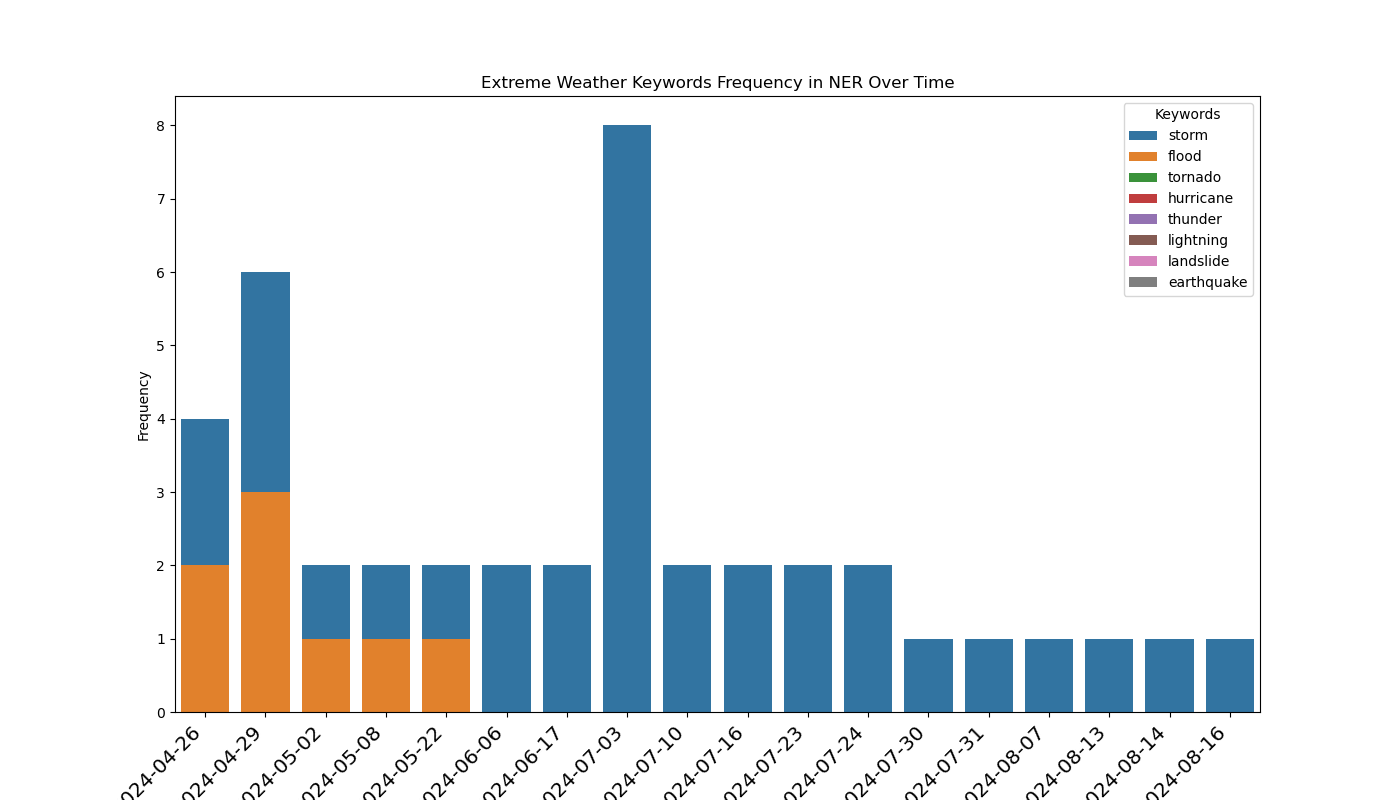 Extreme Weather Keywords Frequency in NER Over Time
Keywords
storm
flood
tornado
hurricane
thunder
lightning
landslide
earthquake
Frequency
8
7
6
5
4
3
2
1
0
024-04-26
024-04-29
024-05-02
024-05-08
024-05-22
024-06-06
024-06-17
024-07-03
024-07-10
024-07-16
024-07-23
024-07-24
024-07-30
024-07-31
024-08-07
024-08-13
024-08-14
024-08-16